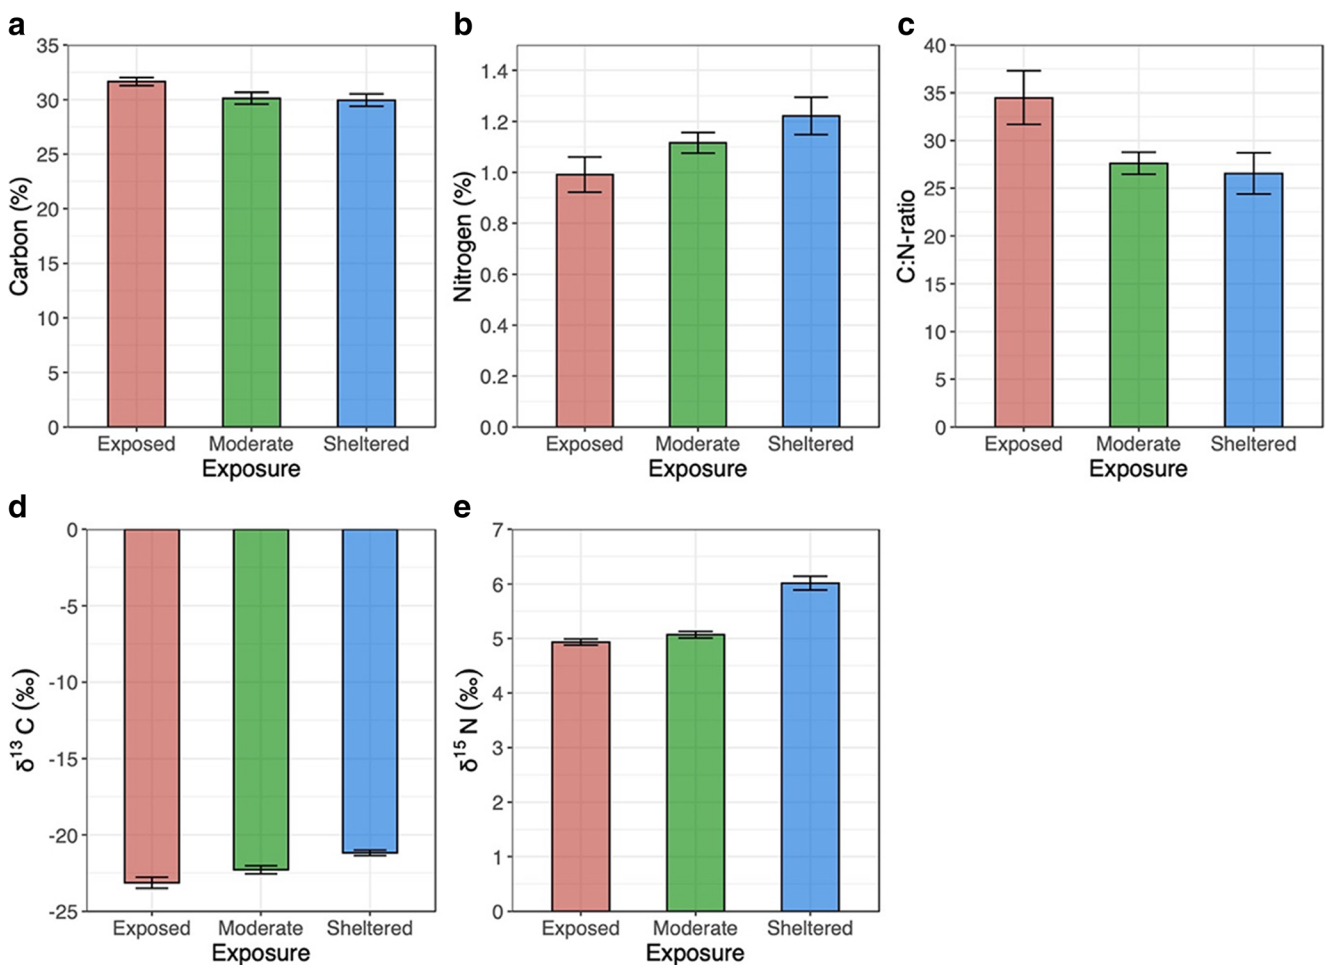 a
Carbon (%)
35
30
25
20
15
10
5
0
Exposed Moderate Sheltered
Exposure
b
Nitrogen (%)
1.4
1.2
1.0
0.8
0.6
0.4
0.2
0.0
Exposed Moderate Sheltered
Exposure
c
C:N-ratio
40
35
30
25
20
15
10
5
0
Exposed Moderate Sheltered
Exposure
d
δ¹³ C (‰)
0
-5
-10
-15
-20
-25
Exposed Moderate Sheltered
Exposure
e
δ¹⁵ N (‰)
7
6
5
4
3
2
1
0
Exposed Moderate Sheltered
Exposure